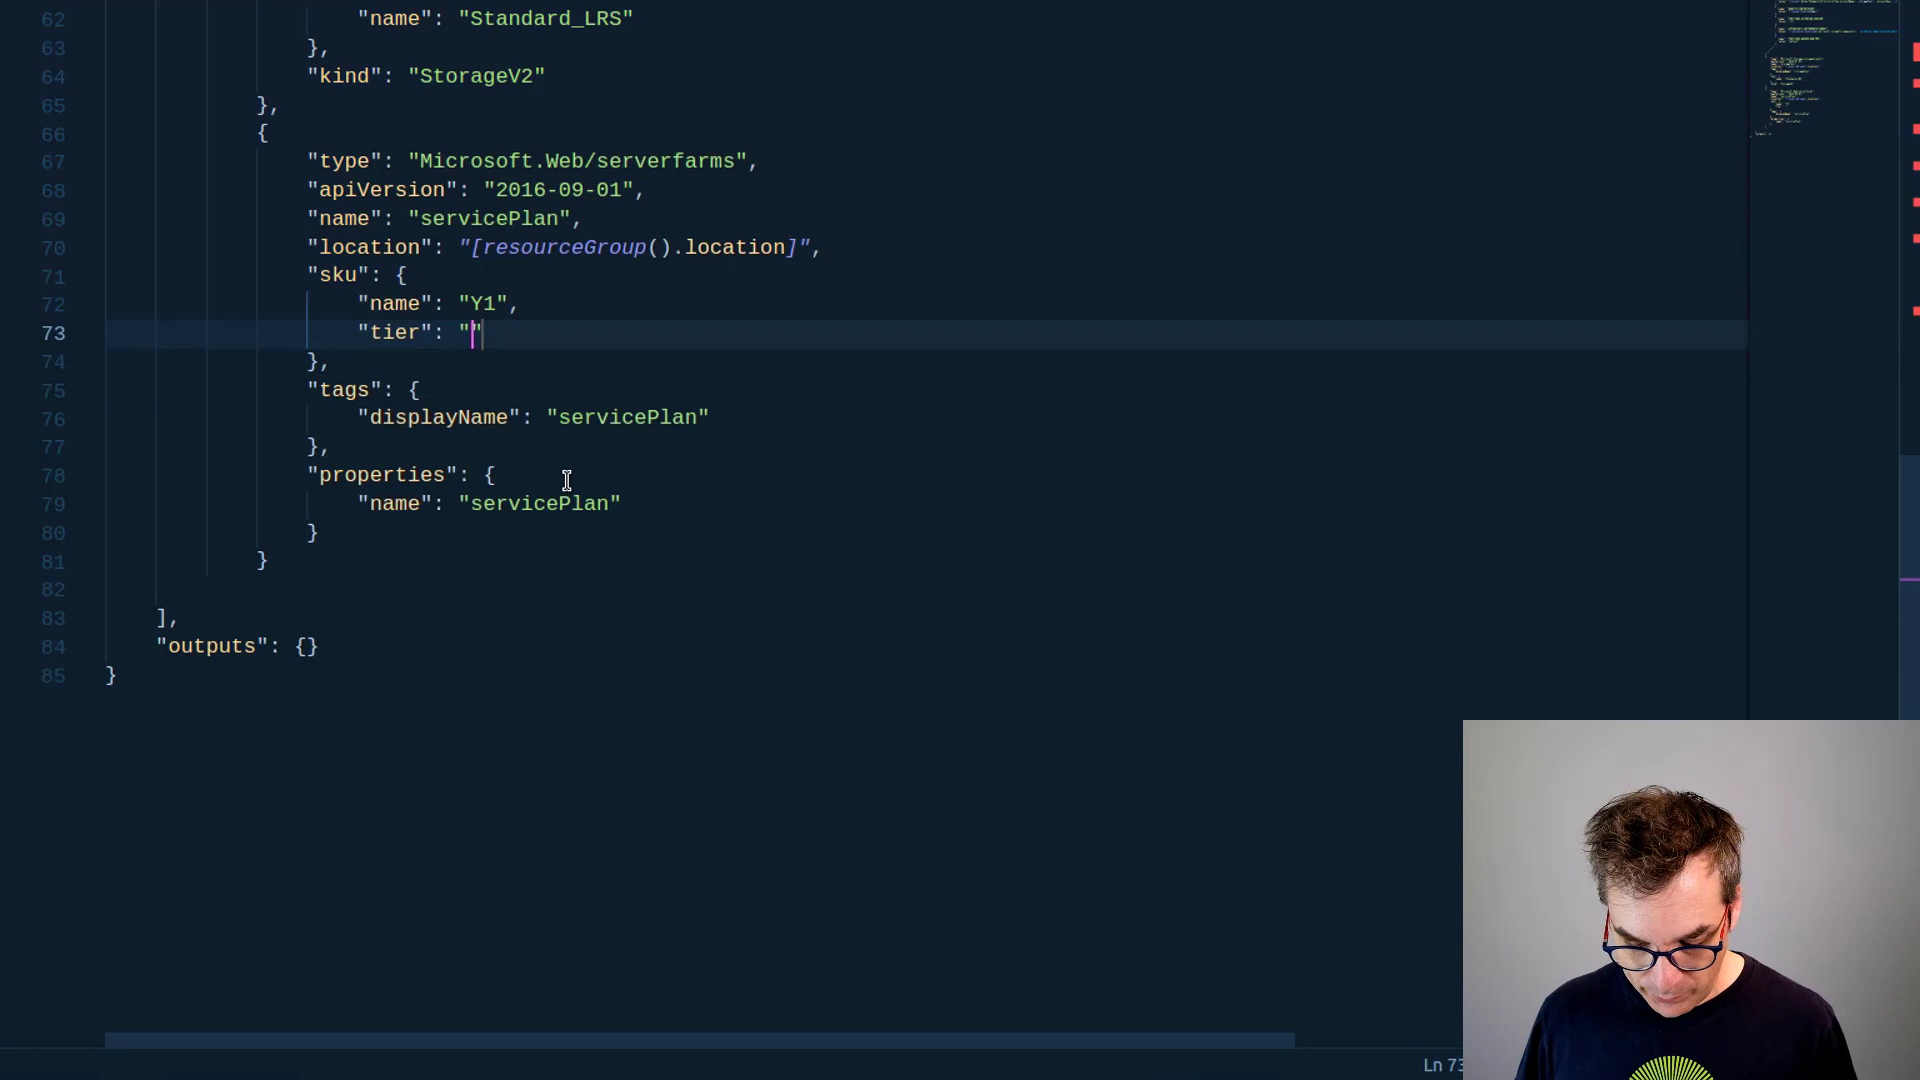 62 "name": "Standard_LRS"
63 },
64 "kind": "StorageV2"
65 },
66 {
67 "type": "Microsoft.Web/serverfarms",
68 "apiVersion": "2016-09-01",
69 "name": "servicePlan",
70 "location": "[resourceGroup().location]",
71 "sku": {
72 "name": "Y1",
73 "tier": ""
74 },
75 "tags": {
76 "displayName": "servicePlan"
77 },
78 "properties": {
79 "name": "servicePlan"
80 }
81 }
82
83 ],
84 "outputs": {}
85 }
Ln 73